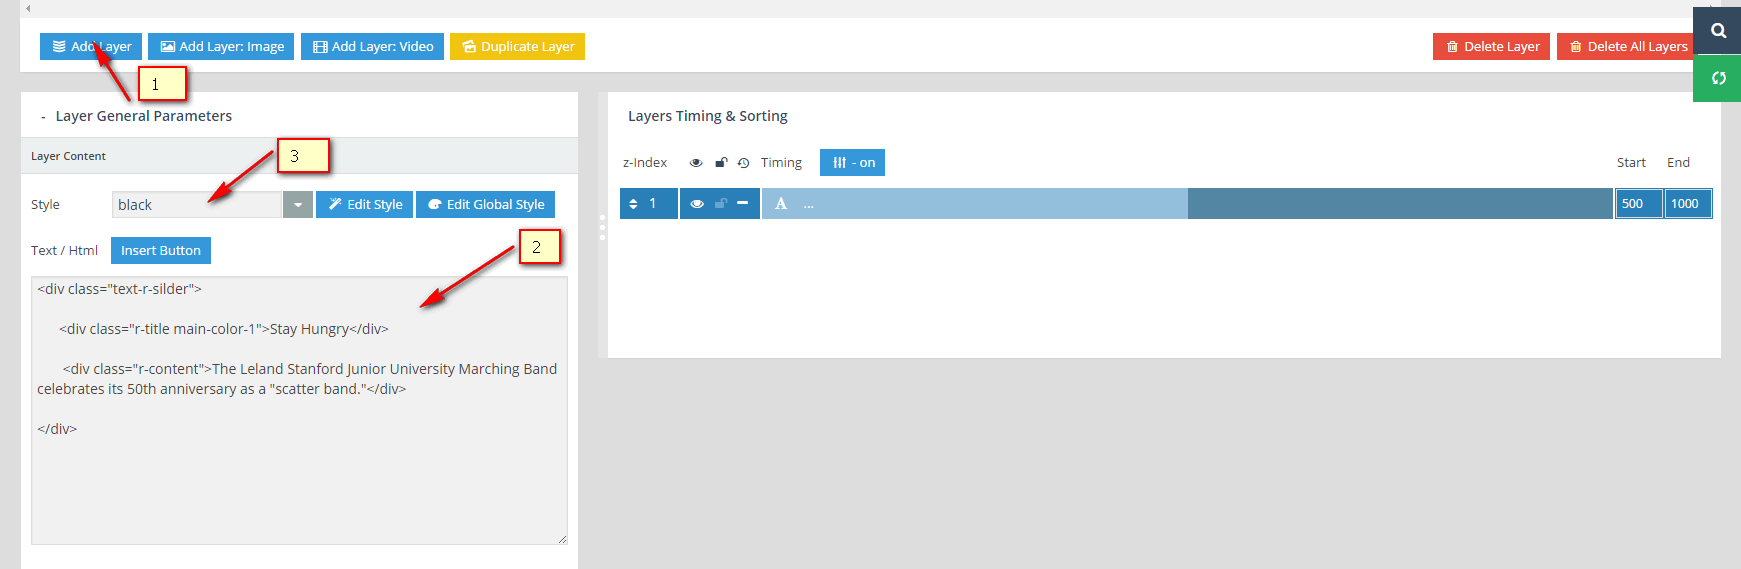 Add Layer Add Layer: Image Add Layer: Video Duplicate Layer Delete Layer Delete All Layers
1
- Layer General Parameters
Layer Content
3
Style black Edit Style Edit Global Style
Text / Html Insert Button
2
<div class="text-r-silder">
<div class="r-title main-color-1">Stay Hungry</div>
<div class="r-content">The Leland Stanford Junior University Marching Band
celebrates its 50th anniversary as a "scatter band."</div>
</div>
Layers Timing & Sorting
z-Index Timing - on Start End
1 A ... 500 1000